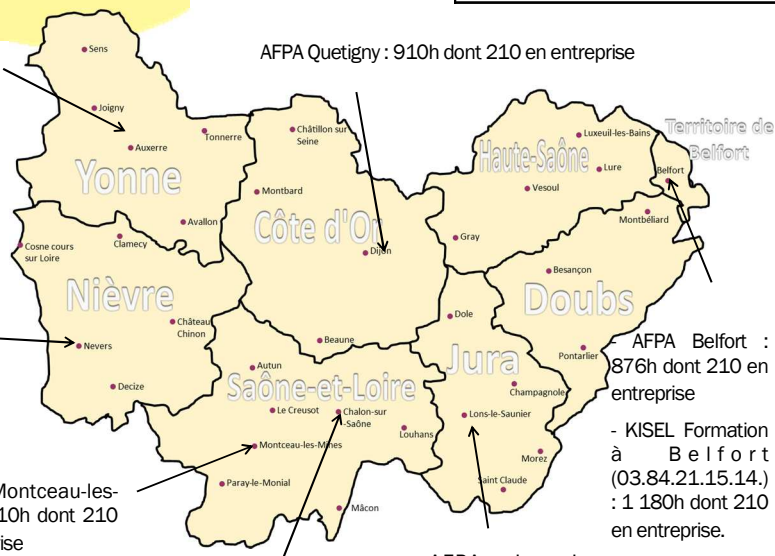 AFPA Quetigny : 910h dont 210 en entreprise
Sens
Joigny
Auxerre
Tonnerre
Yonne
Avallon
Châtillon sur
Seine
Montbard
Côte d'Or
Dijon
Beaune
Luxeuil-les-Bains
Haute-Saône
Lure
Vesoul
Gray
Territoire de
Belfort
Belfort
Montbéliard
Besançon
Doubs
Pontarlier
Cosne cours
sur Loire
Clamecy
Nièvre
Château
Chinon
Nevers
Decize
Autun
Saône-et-Loire
Le Creusot
Chalon-sur
-Saône
Louhans
Montceau-les-Mines
Paray-le-Monial
Mâcon
Dole
Jura
Champagnole
Lons-le-Saunier
Morez
Saint Claude
- AFPA Belfort :
876h dont 210 en
entreprise
- KISEL Formation
à Belfort
(03.84.21.15.14.)
: 1 180h dont 210
en entreprise.
Montceau-les-
10h dont 210
rise